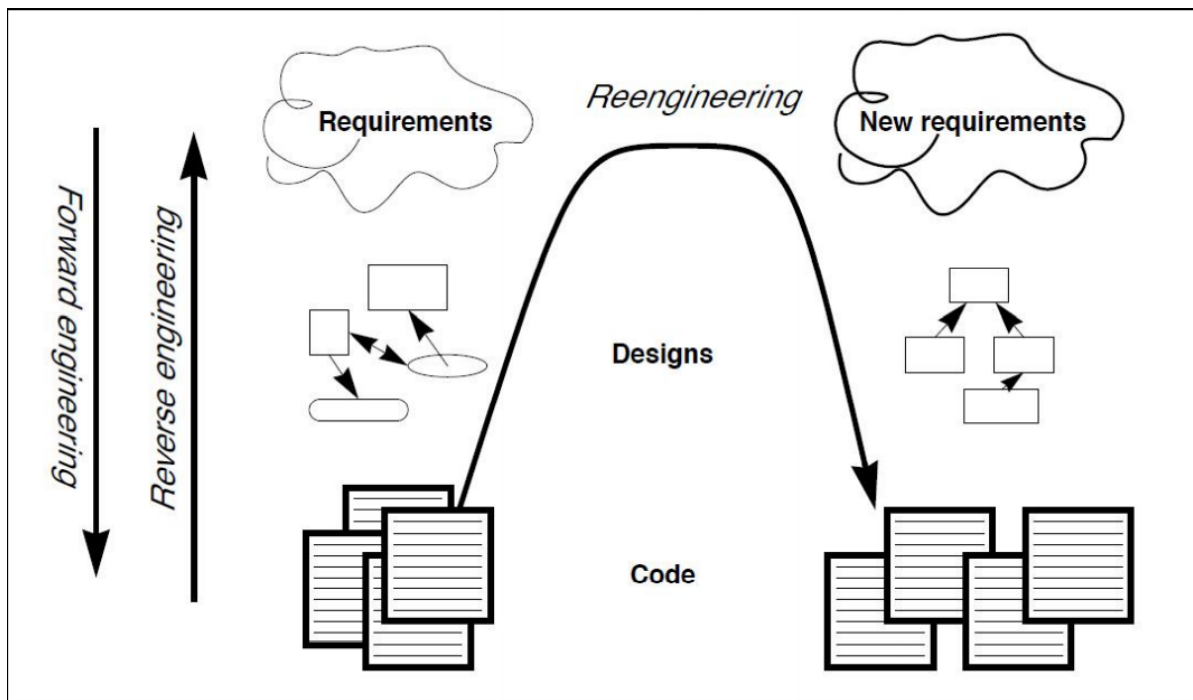 Reengineering
Requirements
New requirements
Forward engineering
Reverse engineering
Designs
Code